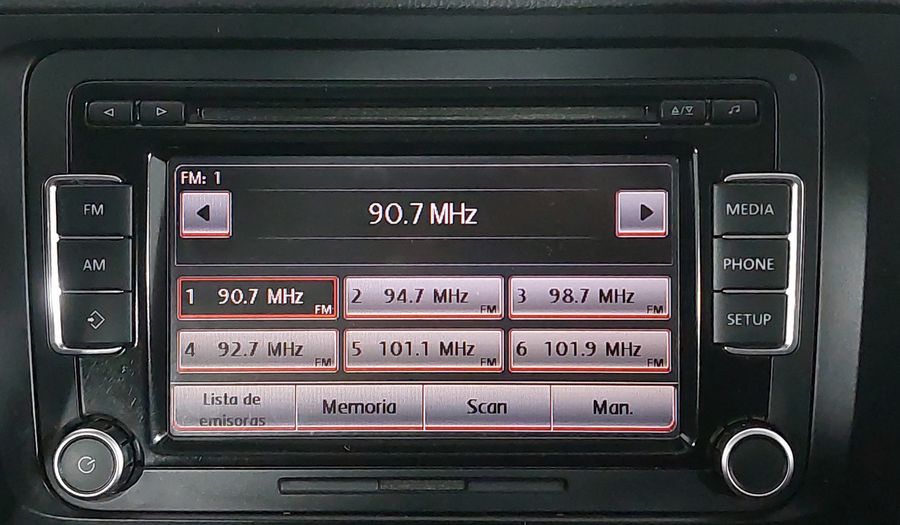 FM: 1
90.7 MHz
FM
AM
MEDIA
PHONE
SETUP
1 90.7 MHz FM
2 94.7 MHz FM
3 98.7 MHz FM
4 92.7 MHz FM
5 101.1 MHz FM
6 101.9 MHz FM
Lista de
emisoras
Memoria
Scan
Man.